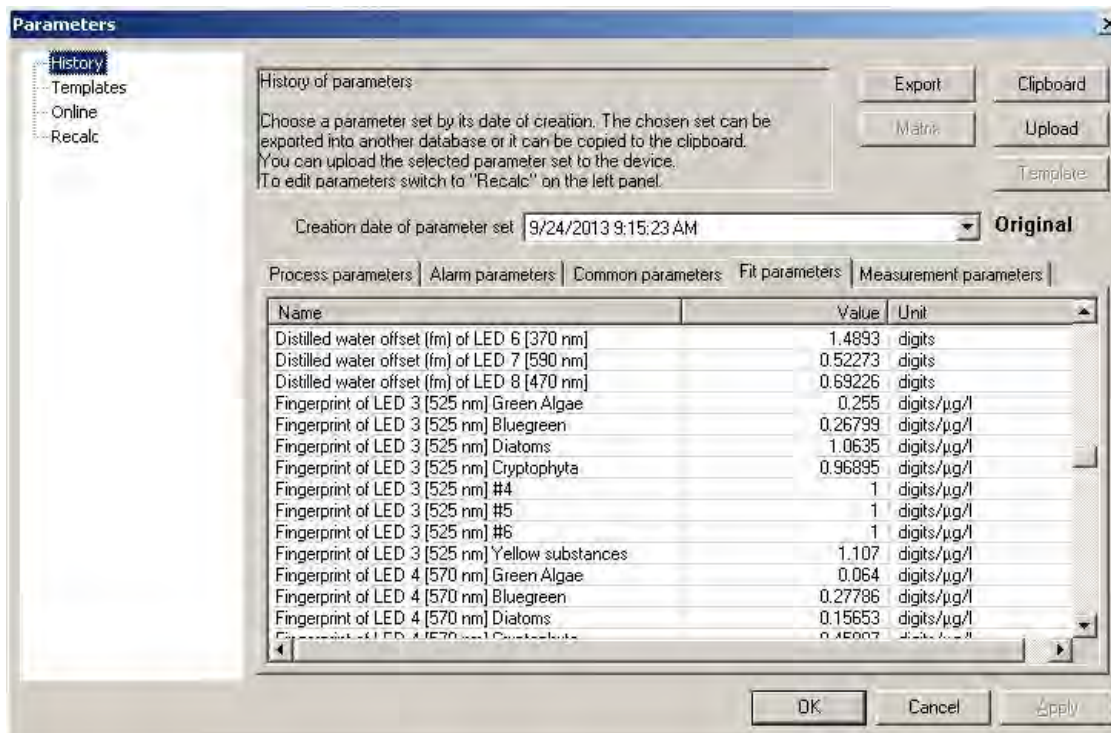 Parameters
History
Templates
Online
Recalc
History of parameters
Choose a parameter set by its date of creation. The chosen set can be
exported into another database or it can be copied to the clipboard.
You can upload the selected parameter set to the device.
To edit parameters switch to "Recalc" on the left panel.
Export Clipboard
Matrix Upload
Template
Creation date of parameter set 9/24/2013 9:15:23 AM Original
Process parameters Alarm parameters Common parameters Fit parameters Measurement parameters
Name Value Unit
Distilled water offset (fm) of LED 6 [370 nm] 1.4893 digits
Distilled water offset (fm) of LED 7 [590 nm] 0.52273 digits
Distilled water offset (fm) of LED 8 [470 nm] 0.69226 digits
Fingerprint of LED 3 [525 nm] Green Algae 0.255 digits/µg/l
Fingerprint of LED 3 [525 nm] Bluegreen 0.26799 digits/µg/l
Fingerprint of LED 3 [525 nm] Diatoms 1.0635 digits/µg/l
Fingerprint of LED 3 [525 nm] Cryptophyta 0.96895 digits/µg/l
Fingerprint of LED 3 [525 nm] #4 1 digits/µg/l
Fingerprint of LED 3 [525 nm] #5 1 digits/µg/l
Fingerprint of LED 3 [525 nm] #6 1 digits/µg/l
Fingerprint of LED 3 [525 nm] Yellow substances 1.107 digits/µg/l
Fingerprint of LED 4 [570 nm] Green Algae 0.064 digits/µg/l
Fingerprint of LED 4 [570 nm] Bluegreen 0.27786 digits/µg/l
Fingerprint of LED 4 [570 nm] Diatoms 0.15653 digits/µg/l
Fingerprint of LED 4 [570 nm] Cryptophyta digits/µg/l
OK Cancel Apply